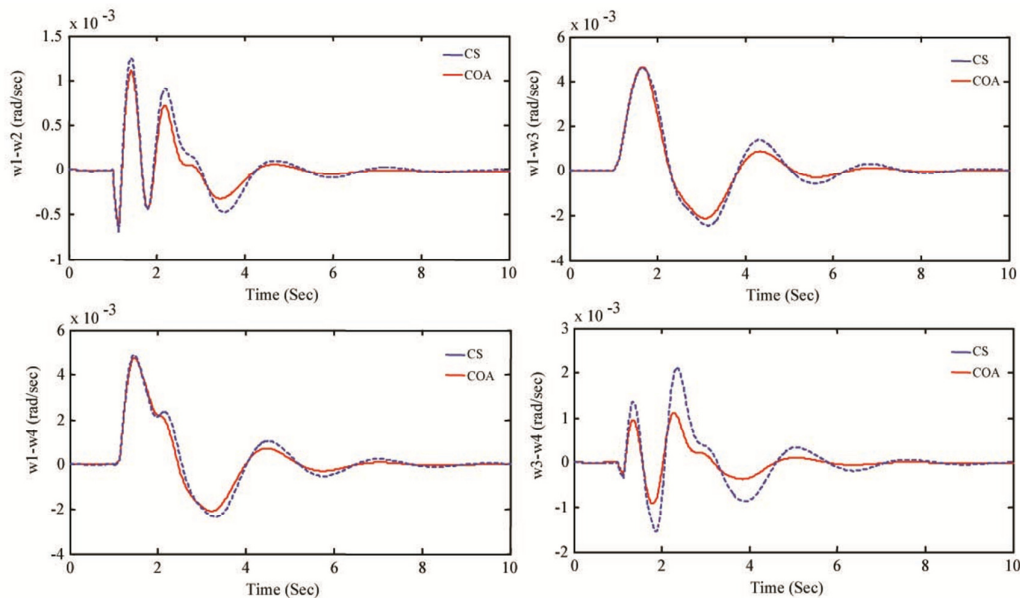 x 10 -3
1.5
1
0.5
0
-0.5
-1
w1-w2 (rad/sec)
CS
COA
0 2 4 6 8 10
Time (Sec)
x 10 -3
6
4
2
0
-2
-4
w1-w3 (rad/sec)
CS
COA
0 2 4 6 8 10
Time (Sec)
x 10 -3
6
4
2
0
-2
-4
w1-w4 (rad/sec)
CS
COA
0 2 4 6 8 10
Time (Sec)
x 10 -3
3
2
1
0
-1
-2
w3-w4 (rad/sec)
CS
COA
0 2 4 6 8 10
Time (Sec)